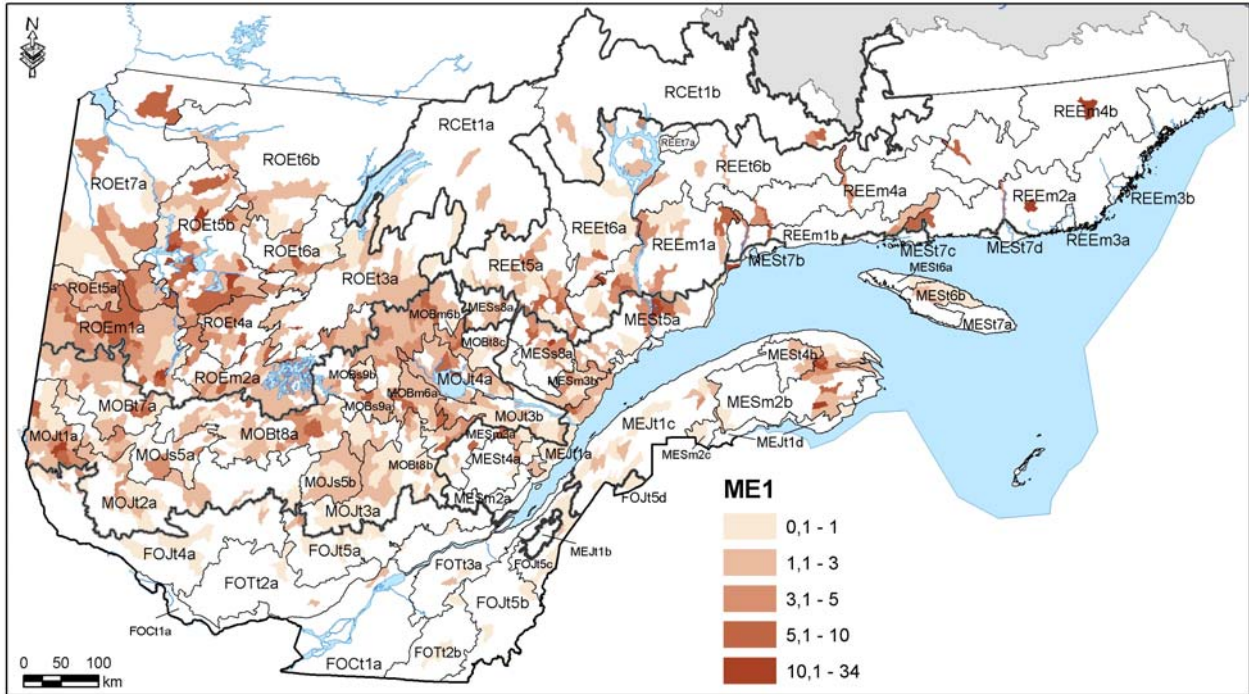 N
RCEt1b
RCEt1a
REEm4b
REEt7a
ROEt6b
REEt6b
ROEt7a
REEm4a
REEm2a
REEm3b
ROEt5b
REEt6a
REEm1a
REEm1b
MESt7c
MESt7d
REEm3a
ROEt6a
REEt5a
MESt7b
MESt6a
ROEt3a
MESt6b
ROEt5a
MESt7a
ROEm1a
ROEt4a
MOBm6b
MESs8a
MESt5a
MOBt8c
MESs8a
MESt4b
ROEm2a
MOBs9b
MOJt4a
MESm3b
MOBm6a
MESm2b
MOBt7a
MOBs9a
MOJt3b
MEJt1c
MOJt1a
MOBt8a
MESm3a
MEJt1d
MOJs5a
MOBt8b
MESt4a
MEJt1a
MESm2c
MOJs5b
FOJt5d
MOJt2a
MESm2a
MOJt3a
FOJt4a
FOJt5a
MEJt1b
FOTt3a
FOJt5c
FOTt2a
FOJt5b
FOCt1a
FOTt2b
FOCt1a
ME1
0,1 - 1
1,1 - 3
3,1 - 5
5,1 - 10
10,1 - 34
0 50 100
km